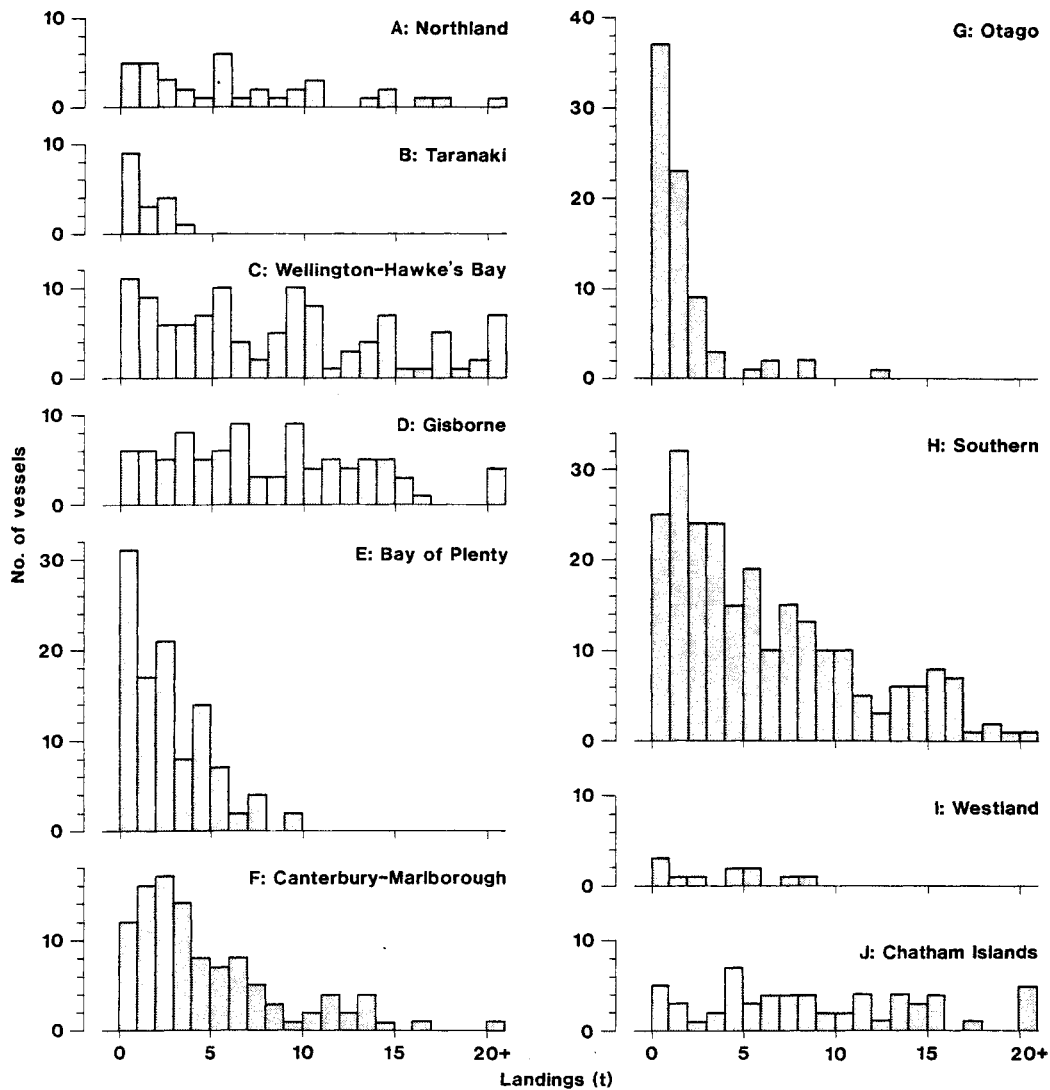 A: Northland
10
0
B: Taranaki
10
0
C: Wellington-Hawke's Bay
10
0
D: Gisborne
10
0
No. of vessels
E: Bay of Plenty
30
20
10
0
F: Canterbury-Marlborough
10
0
0 5 10 15 20+
G: Otago
40
30
20
10
0
H: Southern
30
20
10
0
I: Westland
10
0
J: Chatham Islands
10
0
0 5 10 15 20+
Landings (t)